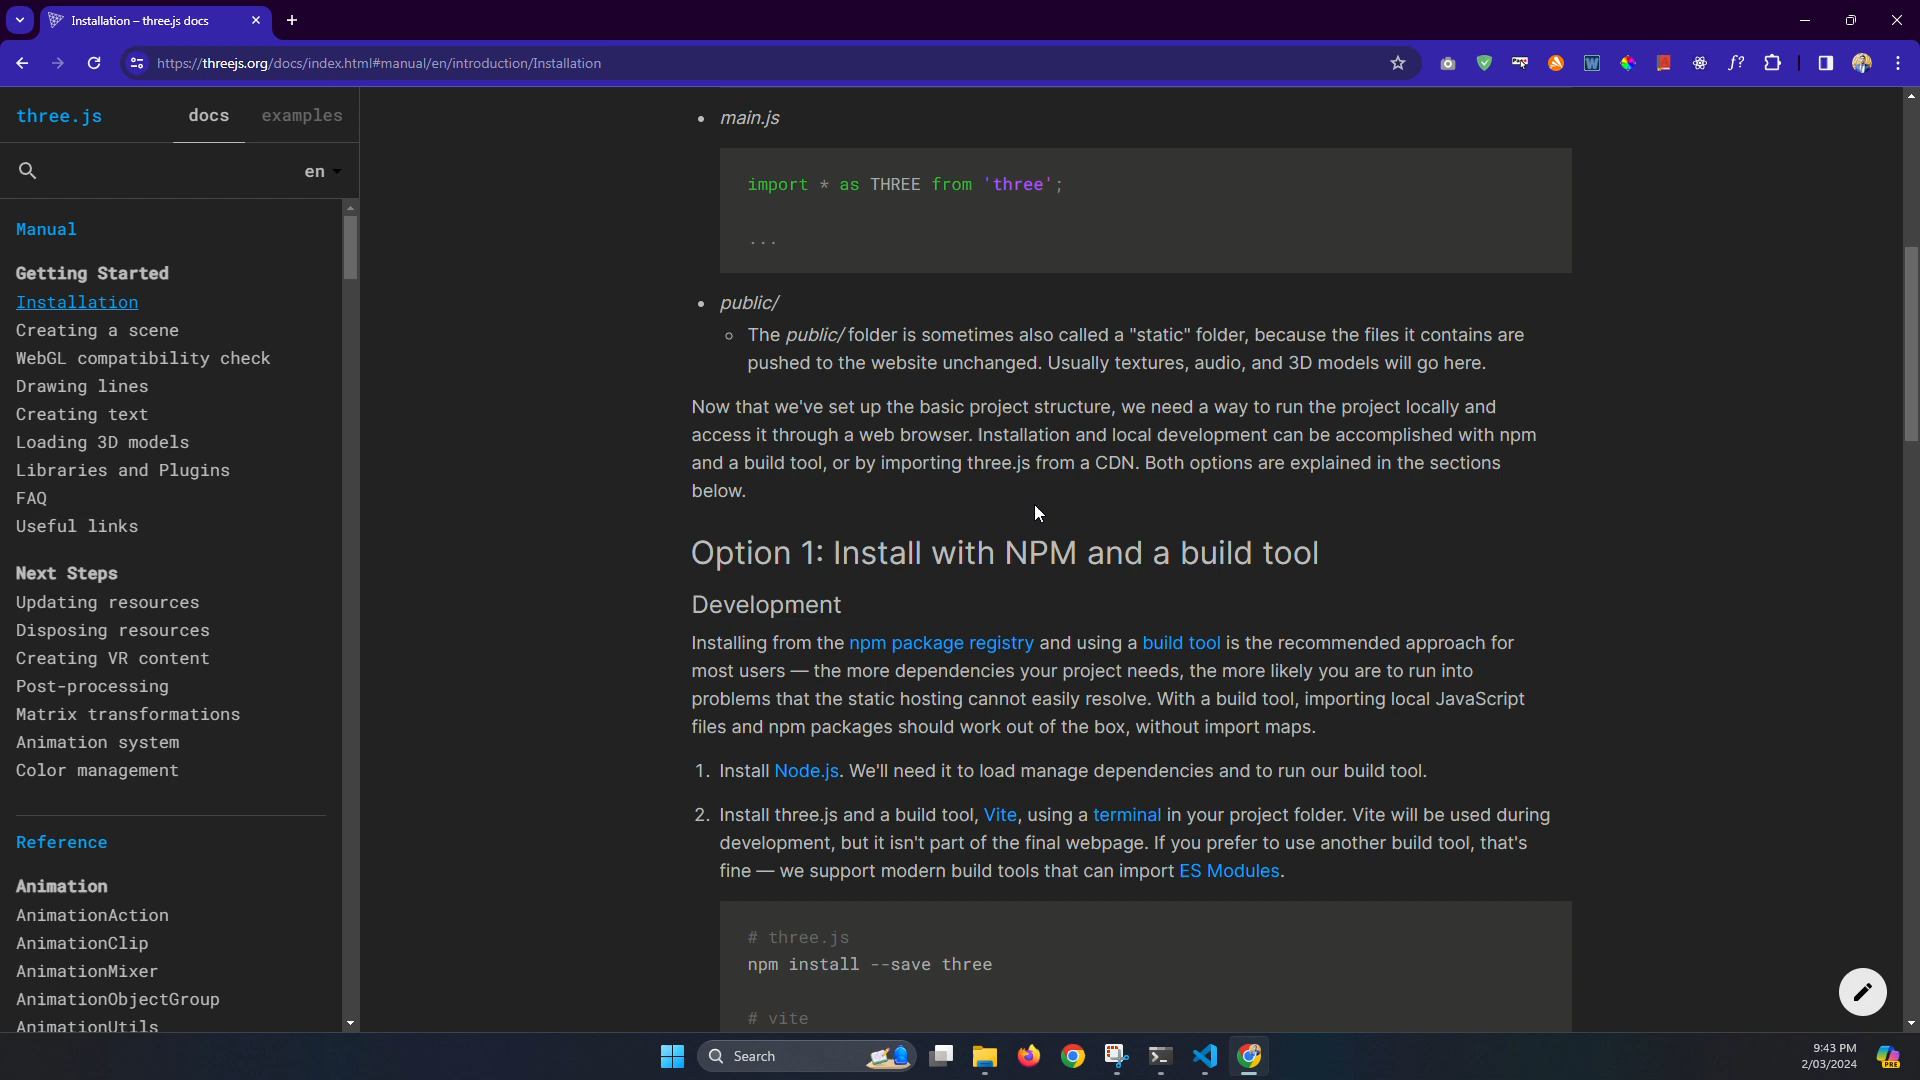 Installation – three.js docs
https://threejs.org/docs/index.html#manual/en/introduction/Installation
three.js
docs
examples
en
Manual
Getting Started
Installation
Creating a scene
WebGL compatibility check
Drawing lines
Creating text
Loading 3D models
Libraries and Plugins
FAQ
Useful links
Next Steps
Updating resources
Disposing resources
Creating VR content
Post-processing
Matrix transformations
Animation system
Color management
Reference
Animation
AnimationAction
AnimationClip
AnimationMixer
AnimationObjectGroup
AnimationUtils
• main.js
import * as THREE from 'three';
...
• public/
The public/ folder is sometimes also called a "static" folder, because the files it contains are
pushed to the website unchanged. Usually textures, audio, and 3D models will go here.
Now that we've set up the basic project structure, we need a way to run the project locally and
access it through a web browser. Installation and local development can be accomplished with npm
and a build tool, or by importing three.js from a CDN. Both options are explained in the sections
below.
Option 1: Install with NPM and a build tool
Development
Installing from the npm package registry and using a build tool is the recommended approach for
most users — the more dependencies your project needs, the more likely you are to run into
problems that the static hosting cannot easily resolve. With a build tool, importing local JavaScript
files and npm packages should work out of the box, without import maps.
1. Install Node.js. We'll need it to load manage dependencies and to run our build tool.
2. Install three.js and a build tool, Vite, using a terminal in your project folder. Vite will be used during
development, but it isn't part of the final webpage. If you prefer to use another build tool, that's
fine — we support modern build tools that can import ES Modules.
# three.js
npm install --save three
# vite
Search
9:43 PM
2/03/2024